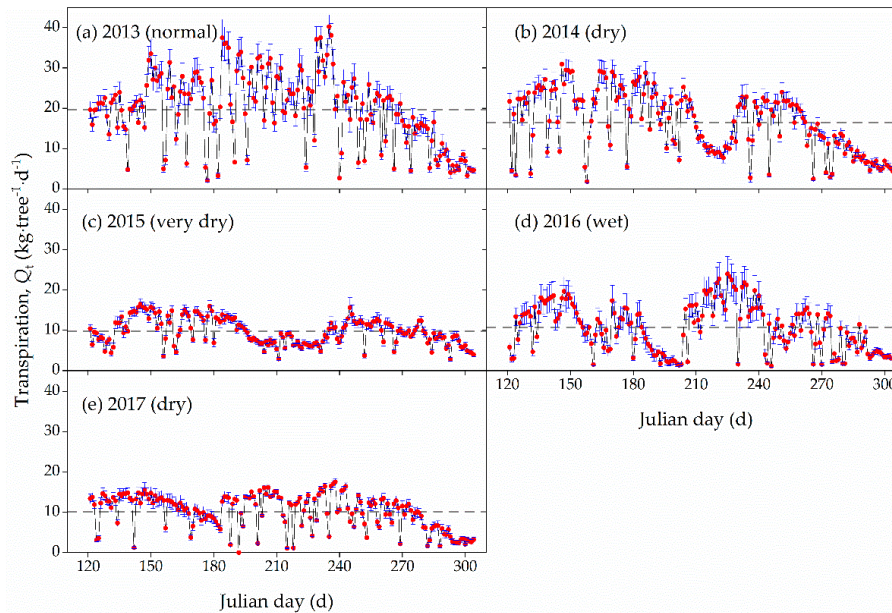 (a) 2013 (normal)
(b) 2014 (dry)
40
30
20
10
0
(c) 2015 (very dry)
(d) 2016 (wet)
40
30
20
10
0
120 150 180 210 240 270 300
(e) 2017 (dry)
40
30
20
10
0
120 150 180 210 240 270 300
Transpiration, Qt (kg·tree⁻¹·d⁻¹)
Julian day (d)
Julian day (d)